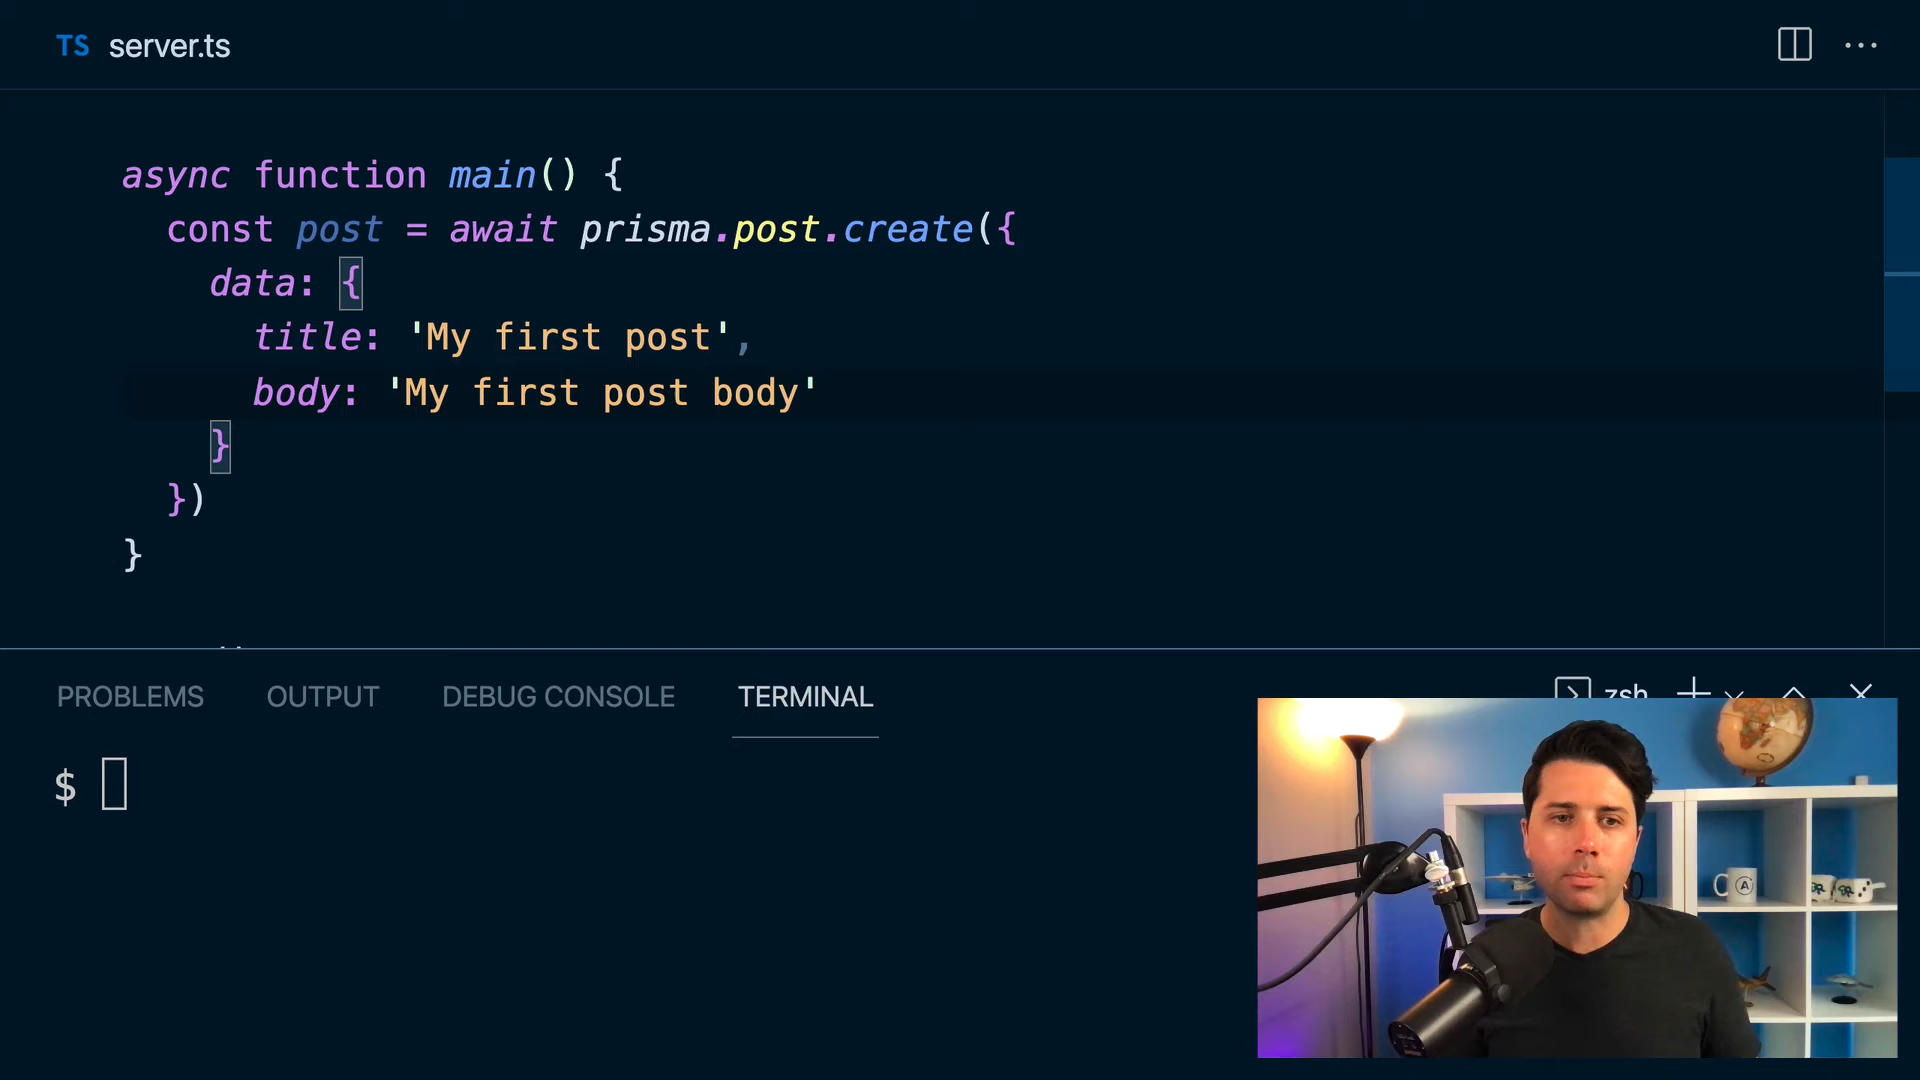 TS server.ts
async function main() {
const post = await prisma.post.create({
data: {
title: 'My first post',
body: 'My first post body'
}
})
}
PROBLEMS OUTPUT DEBUG CONSOLE TERMINAL zsh
$
A